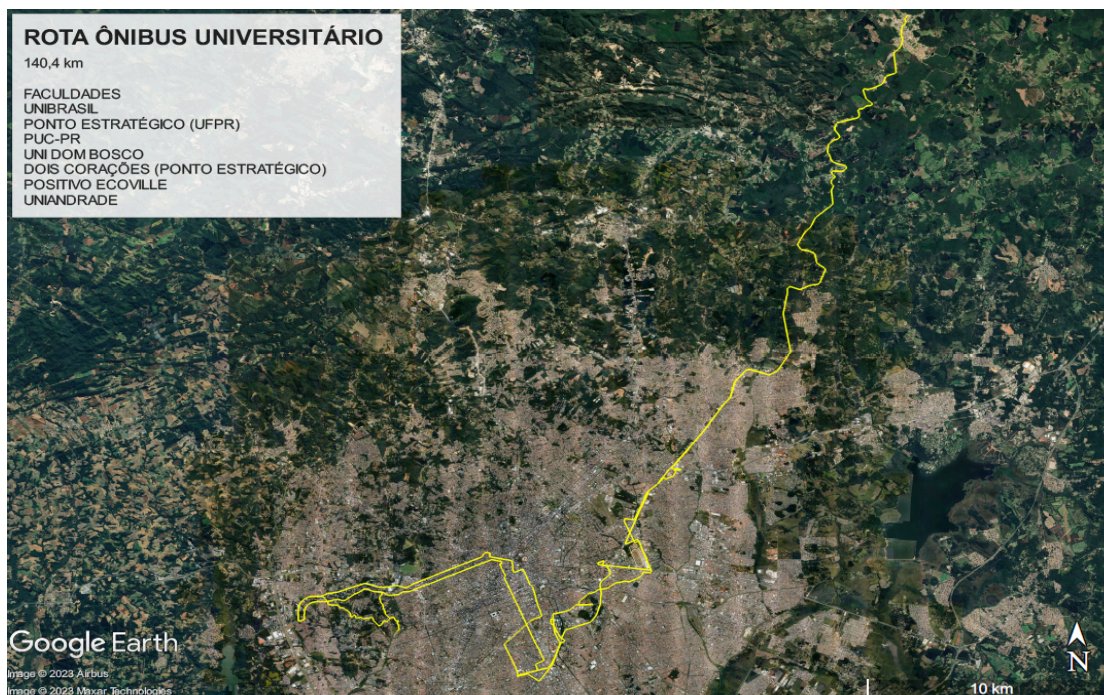 ROTA ÔNIBUS UNIVERSITÁRIO
140,4 km
FACULDADES
UNIBRASIL
PONTO ESTRATÉGICO (UFPR)
PUC-PR
UNI DOM BOSCO
DOIS CORAÇÕES (PONTO ESTRATÉGICO)
POSITIVO ECOVILLE
UNIANDRADE
Google Earth
Image © 2023 Airbus
Image © 2023 Maxar Technologies
N
10 km